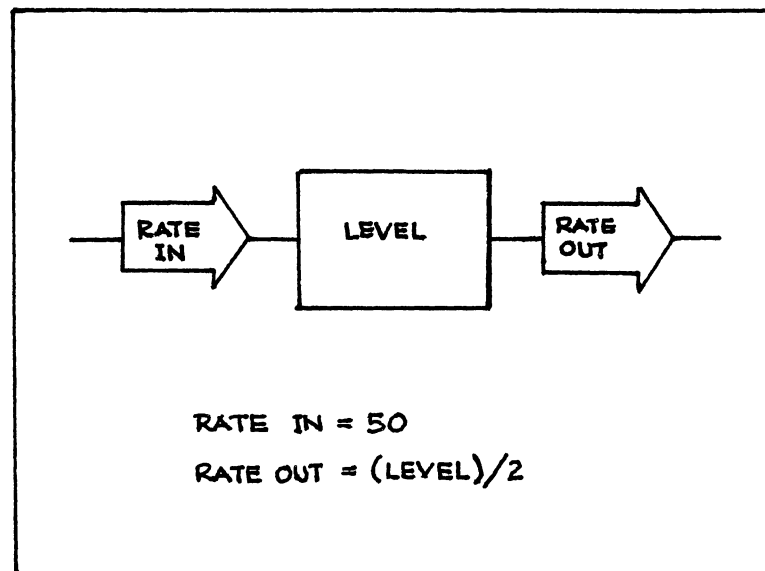 RATE
IN
LEVEL
RATE
OUT
RATE IN = 50
RATE OUT = (LEVEL)/2